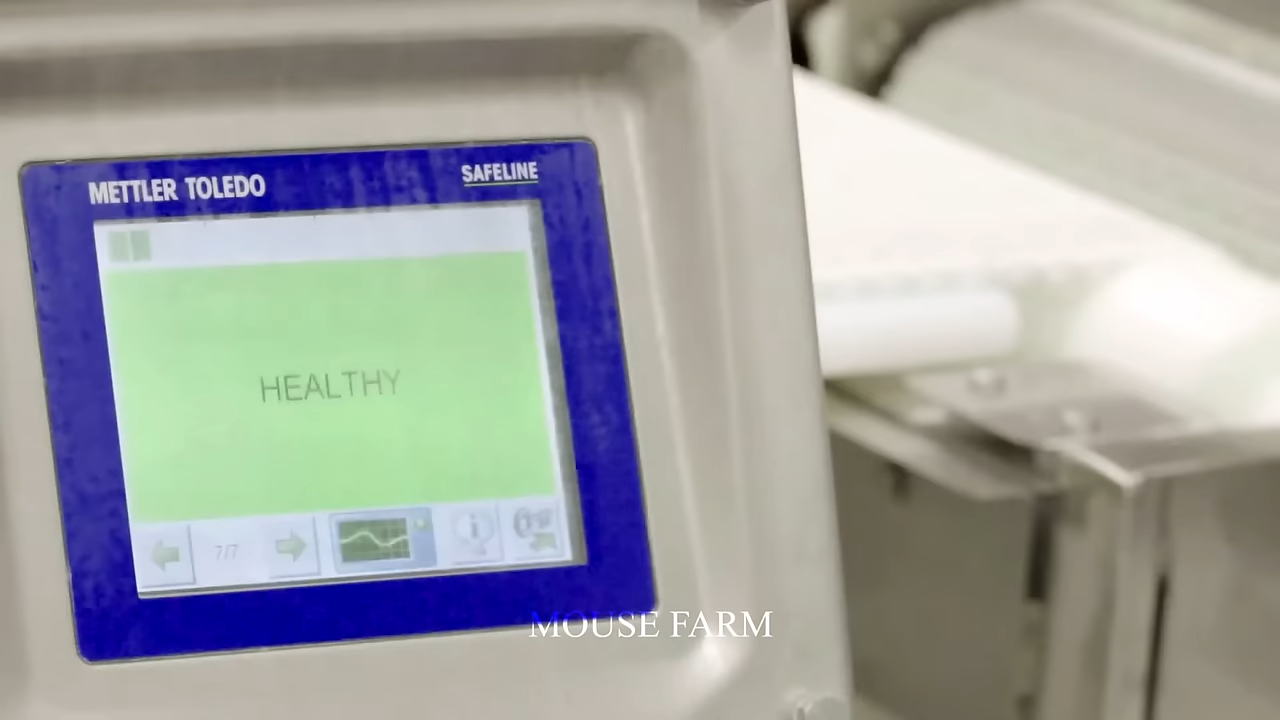 METTLER TOLEDO
SAFELINE
HEALTHY
7/7
MOUSE FARM